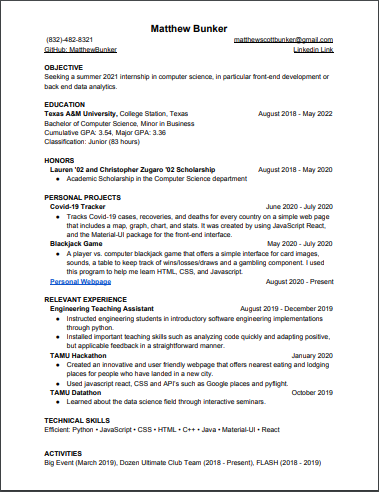 Matthew Bunker
(832)-482-8321 matthewscottbunker@gmail.com
GitHub: MatthewBunker Linkedin Link
OBJECTIVE
Seeking a summer 2021 internship in computer science, in particular front-end development or
back end data analytics.
EDUCATION
Texas A&M University, College Station, Texas August 2018 - May 2022
Bachelor of Computer Science, Minor in Business
Cumulative GPA: 3.54, Major GPA: 3.36
Classification: Junior (83 hours)
HONORS
Lauren '02 and Christopher Zugaro '02 Scholarship August 2018 - May 2020
● Academic Scholarship in the Computer Science department
PERSONAL PROJECTS
Covid-19 Tracker June 2020 - July 2020
● Tracks Covid-19 cases, recoveries, and deaths for every country on a simple web page
that includes a map, graph, chart, and stats. It was created by using JavaScript React,
and the Material-UI package for the front-end interface.
Blackjack Game May 2020 - July 2020
● A player vs. computer blackjack game that offers a simple interface for card images,
sounds, a table to keep track of wins/losses/draws and a gambling component. I used
this program to help me learn HTML, CSS, and Javascript.
Personal Webpage August 2020 - Present
RELEVANT EXPERIENCE
Engineering Teaching Assistant August 2019 - December 2019
● Instructed engineering students in introductory software engineering implementations
through python.
● Installed important teaching skills such as analyzing code quickly and adapting positive,
but applicable feedback in a straightforward manner.
TAMU Hackathon January 2020
● Created an innovative and user friendly webpage that offers nearest eating and lodging
places for people who have landed in a new city.
● Used javascript react, CSS and API's such as Google places and pyflight.
TAMU Datathon October 2019
● Learned about the data science field through interactive seminars.
TECHNICAL SKILLS
Efficient: Python • JavaScript • CSS • HTML • C++ • Java • Material-UI • React
ACTIVITIES
Big Event (March 2019), Dozen Ultimate Club Team (2018 - Present), FLASH (2018 - 2019)